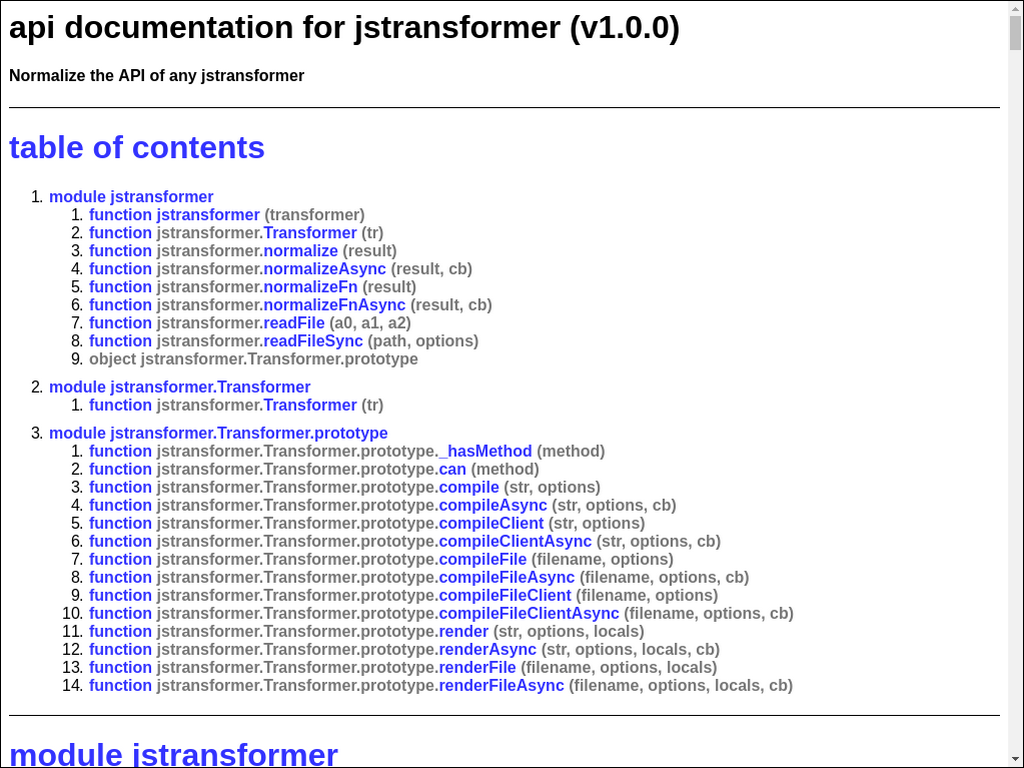 api documentation for jstransformer (v1.0.0)
Normalize the API of any jstransformer
table of contents
1. module jstransformer
1. function jstransformer (transformer)
2. function jstransformer.Transformer (tr)
3. function jstransformer.normalize (result)
4. function jstransformer.normalizeAsync (result, cb)
5. function jstransformer.normalizeFn (result)
6. function jstransformer.normalizeFnAsync (result, cb)
7. function jstransformer.readFile (a0, a1, a2)
8. function jstransformer.readFileSync (path, options)
9. object jstransformer.Transformer.prototype
2. module jstransformer.Transformer
1. function jstransformer.Transformer (tr)
3. module jstransformer.Transformer.prototype
1. function jstransformer.Transformer.prototype._hasMethod (method)
2. function jstransformer.Transformer.prototype.can (method)
3. function jstransformer.Transformer.prototype.compile (str, options)
4. function jstransformer.Transformer.prototype.compileAsync (str, options, cb)
5. function jstransformer.Transformer.prototype.compileClient (str, options)
6. function jstransformer.Transformer.prototype.compileClientAsync (str, options, cb)
7. function jstransformer.Transformer.prototype.compileFile (filename, options)
8. function jstransformer.Transformer.prototype.compileFileAsync (filename, options, cb)
9. function jstransformer.Transformer.prototype.compileFileClient (filename, options)
10. function jstransformer.Transformer.prototype.compileFileClientAsync (filename, options, cb)
11. function jstransformer.Transformer.prototype.render (str, options, locals)
12. function jstransformer.Transformer.prototype.renderAsync (str, options, locals, cb)
13. function jstransformer.Transformer.prototype.renderFile (filename, options, locals)
14. function jstransformer.Transformer.prototype.renderFileAsync (filename, options, locals, cb)
module jstransformer